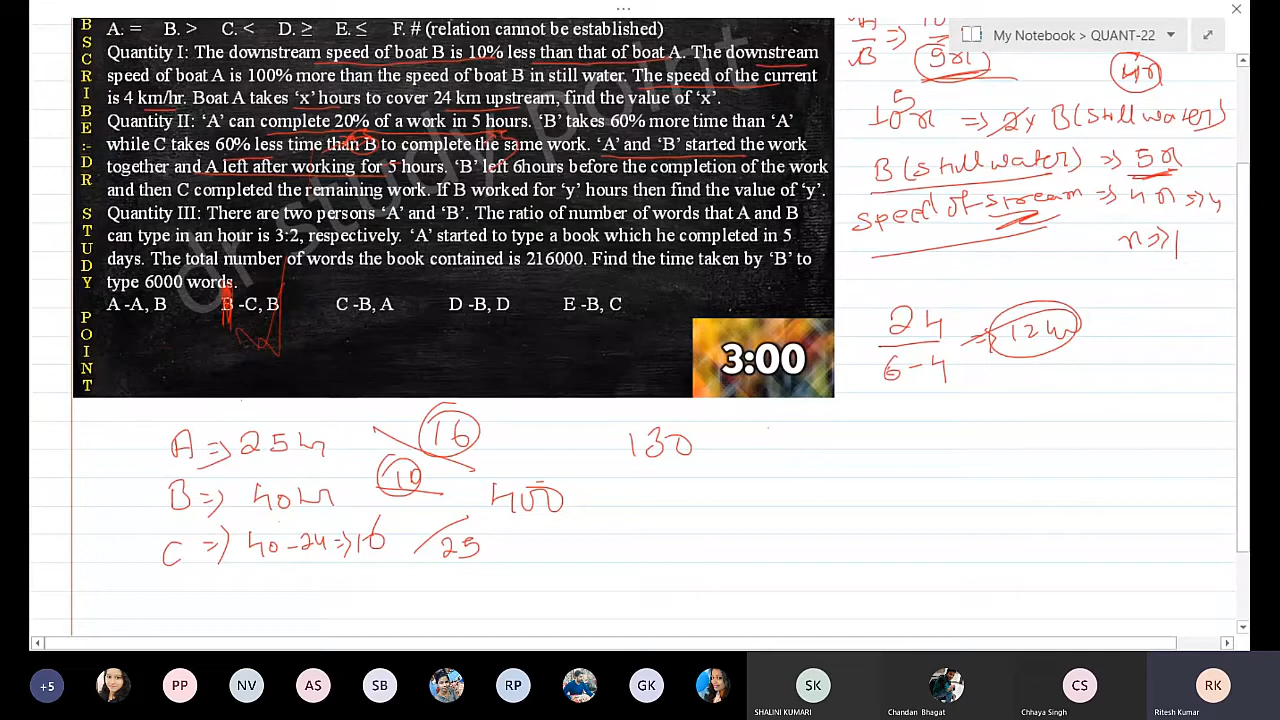 A. = B. > C. < D. ≥ E. ≤ F. # (relation cannot be established)
Quantity I: The downstream speed of boat B is 10% less than that of boat A. The downstream
speed of boat A is 100% more than the speed of boat B in still water. The speed of the current
is 4 km/hr. Boat A takes ‘x’ hours to cover 24 km upstream, find the value of ‘x’.
Quantity II: ‘A’ can complete 20% of a work in 5 hours. ‘B’ takes 60% more time than ‘A’
while C takes 60% less time than B to complete the same work. ‘A’ and ‘B’ started the work
together and A left after working for 5 hours. ‘B’ left 6hours before the completion of the work
and then C completed the remaining work. If B worked for ‘y’ hours then find the value of ‘y’.
Quantity III: There are two persons ‘A’ and ‘B’. The ratio of number of words that A and B
can type in an hour is 3:2, respectively. ‘A’ started to type a book which he completed in 5
days. The total number of words the book contained is 216000. Find the time taken by ‘B’ to
type 6000 words.
A -A, B B -C, B C -B, A D -B, D E -B, C
B
S
C
R
I
B
E
:-
D
R
S
T
U
D
Y
P
O
I
N
T
dr study point
3:00
My Notebook > QUANT-22
B => 9x
4x
5
10x => 2x B(still water)
B(still water) => 5x
Speed of stream => 4x => 4
x => 1
24
6-4 => 12hr
A => 25hr 16 130
B => 40hr 10 400
C => 40-24 => 16 25
+5 PP NV AS SB RP GK SK CS RK
SHALINI KUMARI Chandan Bhagat Chhaya Singh Ritesh Kumar